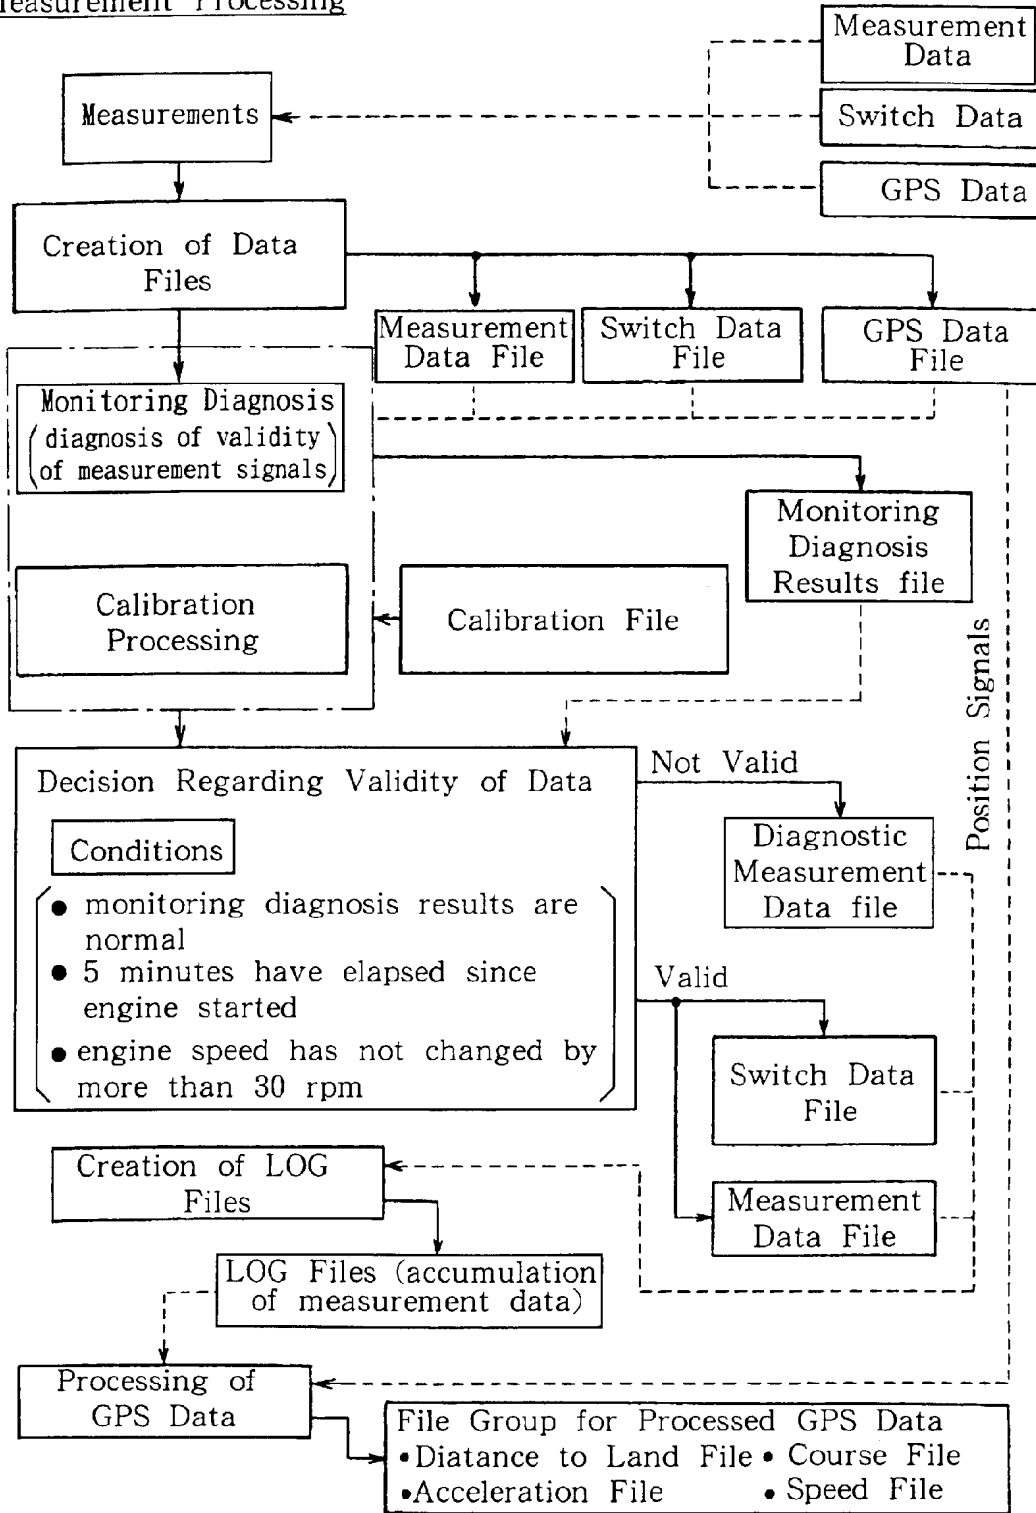 Measurement Processing
Measurement
Data
Measurements
Switch Data
GPS Data
Creation of Data
Files
Measurement
Data File
Switch Data
File
GPS Data
File
Monitoring Diagnosis
(diagnosis of validity
of measurement signals)
Monitoring
Diagnosis
Results file
Calibration
Processing
Calibration File
Position Signals
Decision Regarding Validity of Data
Not Valid
Conditions
Diagnostic
Measurement
Data file
• monitoring diagnosis results are
normal
• 5 minutes have elapsed since
engine started
• engine speed has not changed by
more than 30 rpm
Valid
Switch Data
File
Creation of LOG
Files
Measurement
Data File
LOG Files (accumulation
of measurement data)
Processing of
GPS Data
File Group for Processed GPS Data
•Diatance to Land File • Course File
•Acceleration File • Speed File